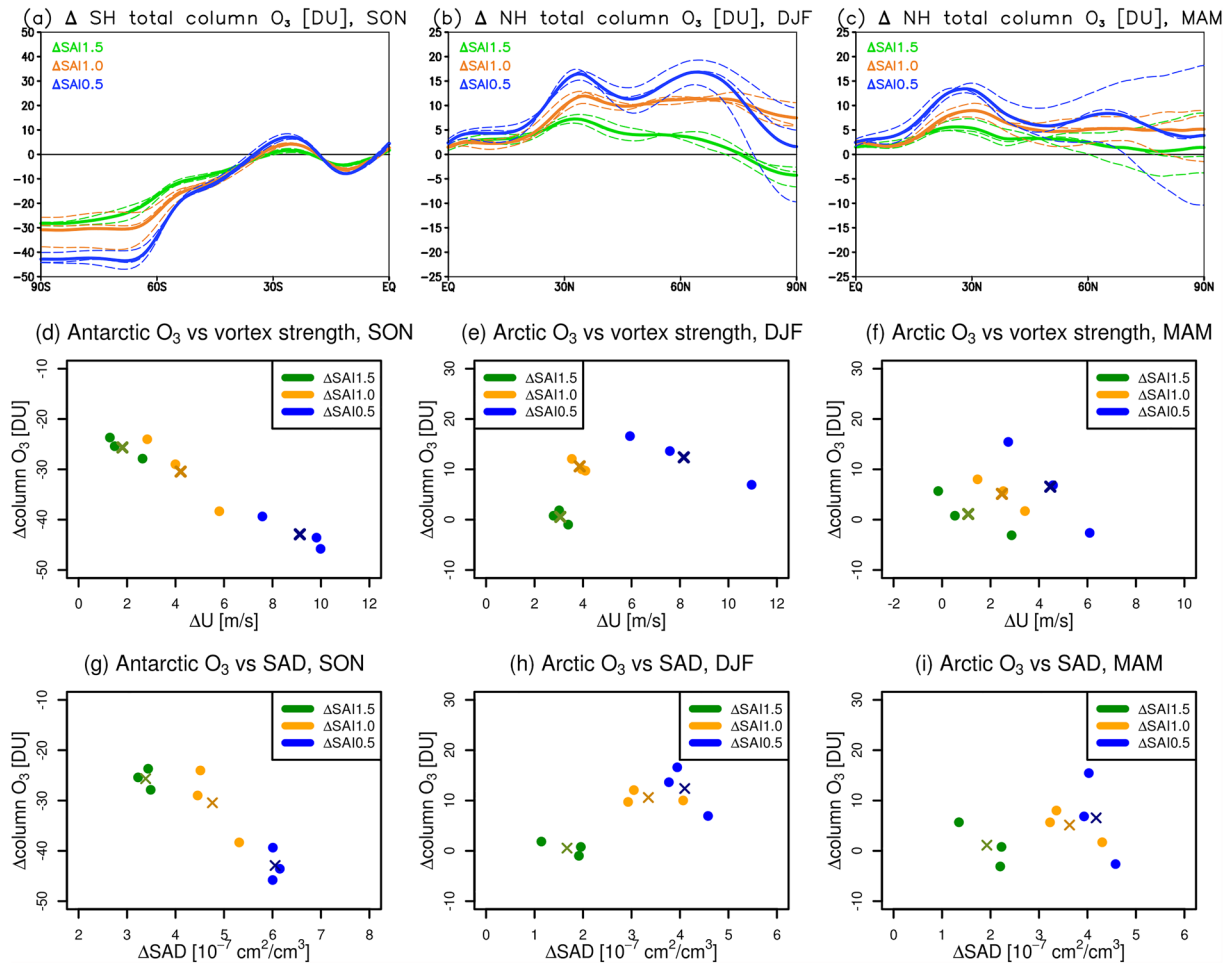 (a) Δ SH total column O₃ [DU], SON
50
40
30
20
10
0
−10
−20
−30
−40
−50
ΔSAI1.5
ΔSAI1.0
ΔSAI0.5
90S 60S 30S EQ
(b) Δ NH total column O₃ [DU], DJF
25
20
15
10
5
0
−5
−10
−15
−20
−25
ΔSAI1.5
ΔSAI1.0
ΔSAI0.5
EQ 30N 60N 90N
(c) Δ NH total column O₃ [DU], MAM
25
20
15
10
5
0
−5
−10
−15
−20
−25
ΔSAI1.5
ΔSAI1.0
ΔSAI0.5
EQ 30N 60N 90N
(d) Antarctic O₃ vs vortex strength, SON
Δcolumn O₃ [DU]
-10
-20
-30
-40
-50
ΔSAI1.5
ΔSAI1.0
ΔSAI0.5
0 2 4 6 8 10 12
ΔU [m/s]
(e) Arctic O₃ vs vortex strength, DJF
Δcolumn O₃ [DU]
30
20
10
0
-10
ΔSAI1.5
ΔSAI1.0
ΔSAI0.5
0 2 4 6 8 10 12
ΔU [m/s]
(f) Arctic O₃ vs vortex strength, MAM
Δcolumn O₃ [DU]
30
20
10
0
-10
ΔSAI1.5
ΔSAI1.0
ΔSAI0.5
-2 0 2 4 6 8 10
ΔU [m/s]
(g) Antarctic O₃ vs SAD, SON
Δcolumn O₃ [DU]
-10
-20
-30
-40
-50
ΔSAI1.5
ΔSAI1.0
ΔSAI0.5
2 3 4 5 6 7 8
ΔSAD [10⁻⁷ cm²/cm³]
(h) Arctic O₃ vs SAD, DJF
Δcolumn O₃ [DU]
30
20
10
0
-10
ΔSAI1.5
ΔSAI1.0
ΔSAI0.5
0 1 2 3 4 5 6
ΔSAD [10⁻⁷ cm²/cm³]
(i) Arctic O₃ vs SAD, MAM
Δcolumn O₃ [DU]
30
20
10
0
-10
ΔSAI1.5
ΔSAI1.0
ΔSAI0.5
0 1 2 3 4 5 6
ΔSAD [10⁻⁷ cm²/cm³]